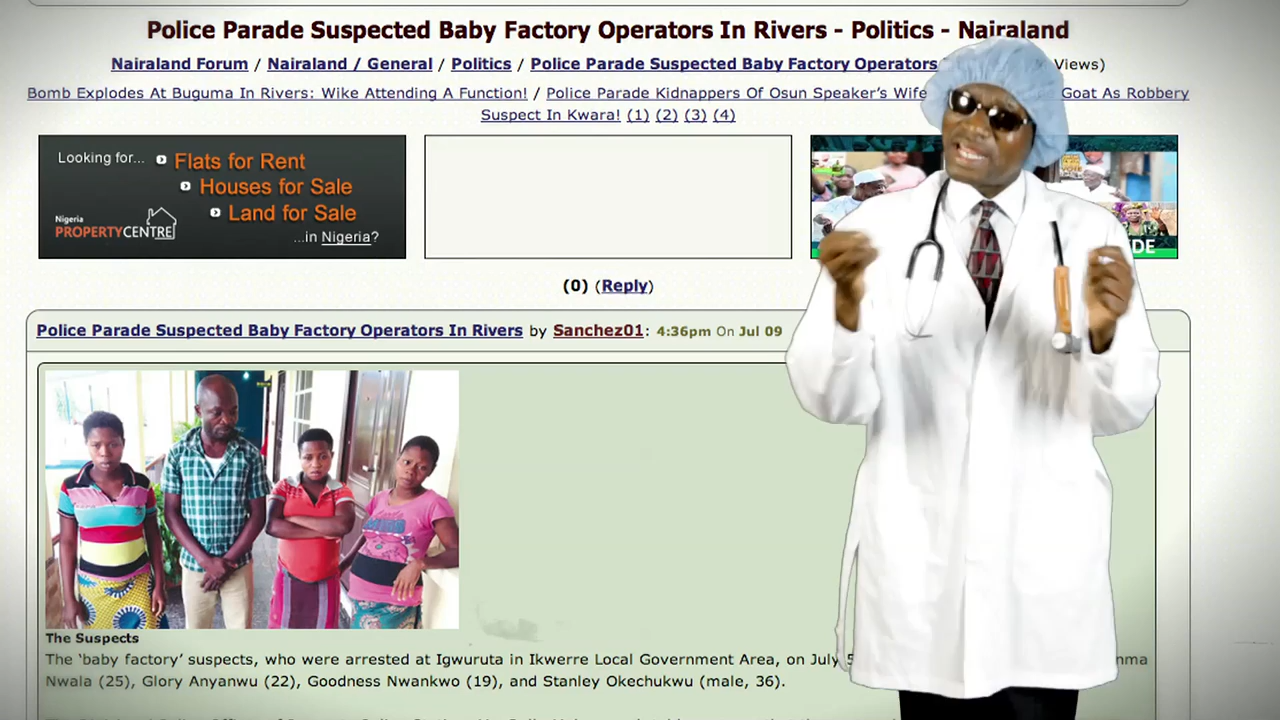 Police Parade Suspected Baby Factory Operators In Rivers - Politics - Nairaland
Nairaland Forum / Nairaland / General / Politics / Police Parade Suspected Baby Factory Operators Views)
Bomb Explodes At Buguma In Rivers: Wike Attending A Function! / Police Parade Kidnappers Of Osun Speaker's Wife Goat As Robbery
Suspect In Kwara! (1) (2) (3) (4)
Looking for... Flats for Rent
Houses for Sale
Land for Sale
Nigeria
PROPERTYCENTRE
...in Nigeria?
(0) (Reply)
Police Parade Suspected Baby Factory Operators In Rivers by Sanchez01: 4:36pm On Jul 09
The Suspects
The 'baby factory' suspects, who were arrested at Igwuruta in Ikwerre Local Government Area, on July
Nwala (25), Glory Anyanwu (22), Goodness Nwankwo (19), and Stanley Okechukwu (male, 36).